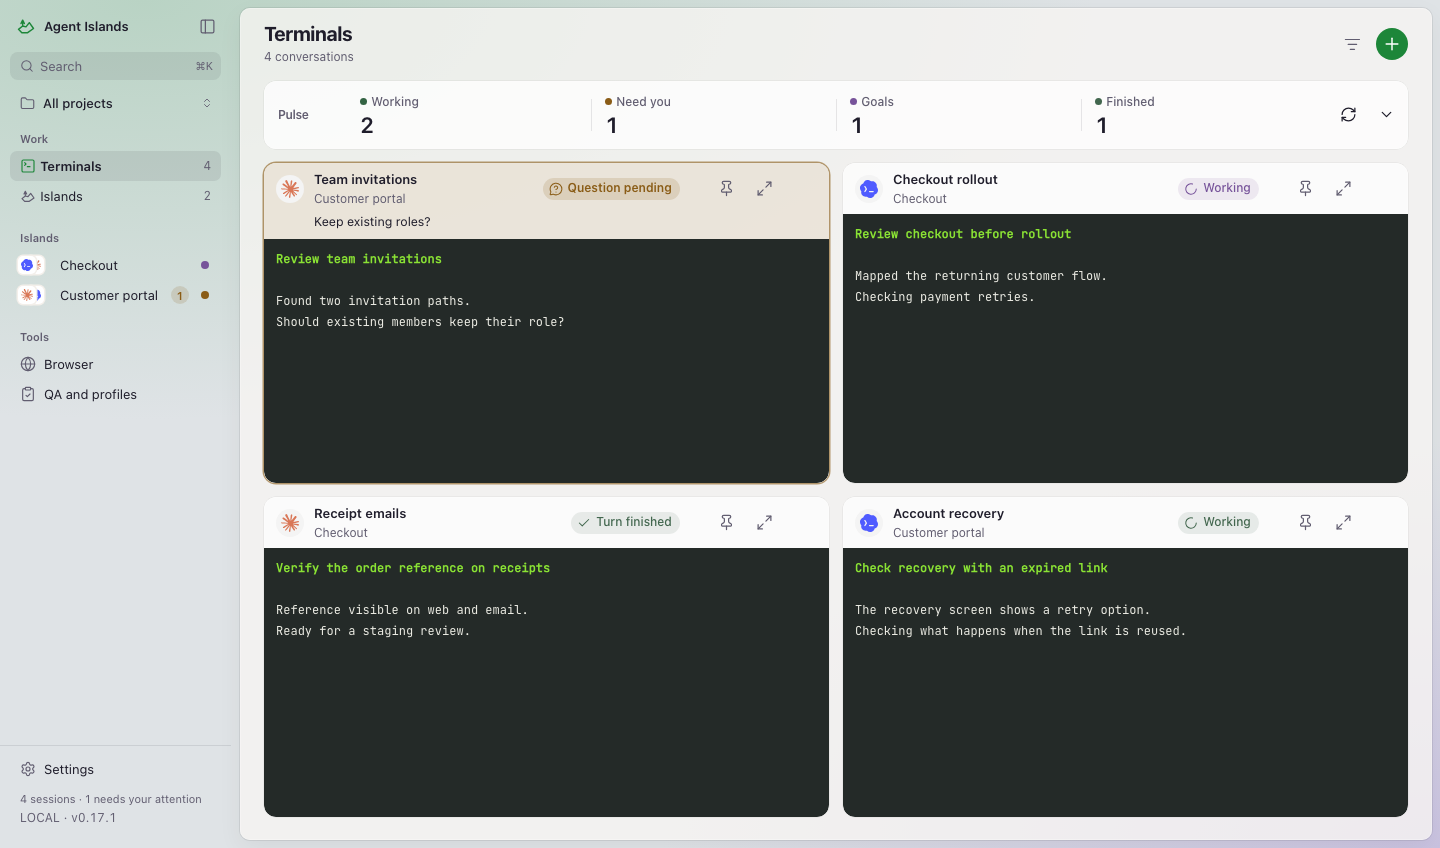 Agent Islands
Search ⌘K
All projects
Work
Terminals 4
Islands 2
Islands
Checkout
Customer portal 1
Tools
Browser
QA and profiles
Settings
4 sessions · 1 needs your attention
LOCAL · v0.17.1
Terminals
4 conversations
Pulse
Working
2
Need you
1
Goals
1
Finished
1
Team invitations
Customer portal
Keep existing roles?
Question pending
Review team invitations
Found two invitation paths.
Should existing members keep their role?
Checkout rollout
Checkout
Working
Review checkout before rollout
Mapped the returning customer flow.
Checking payment retries.
Receipt emails
Checkout
Turn finished
Verify the order reference on receipts
Reference visible on web and email.
Ready for a staging review.
Account recovery
Customer portal
Working
Check recovery with an expired link
The recovery screen shows a retry option.
Checking what happens when the link is reused.